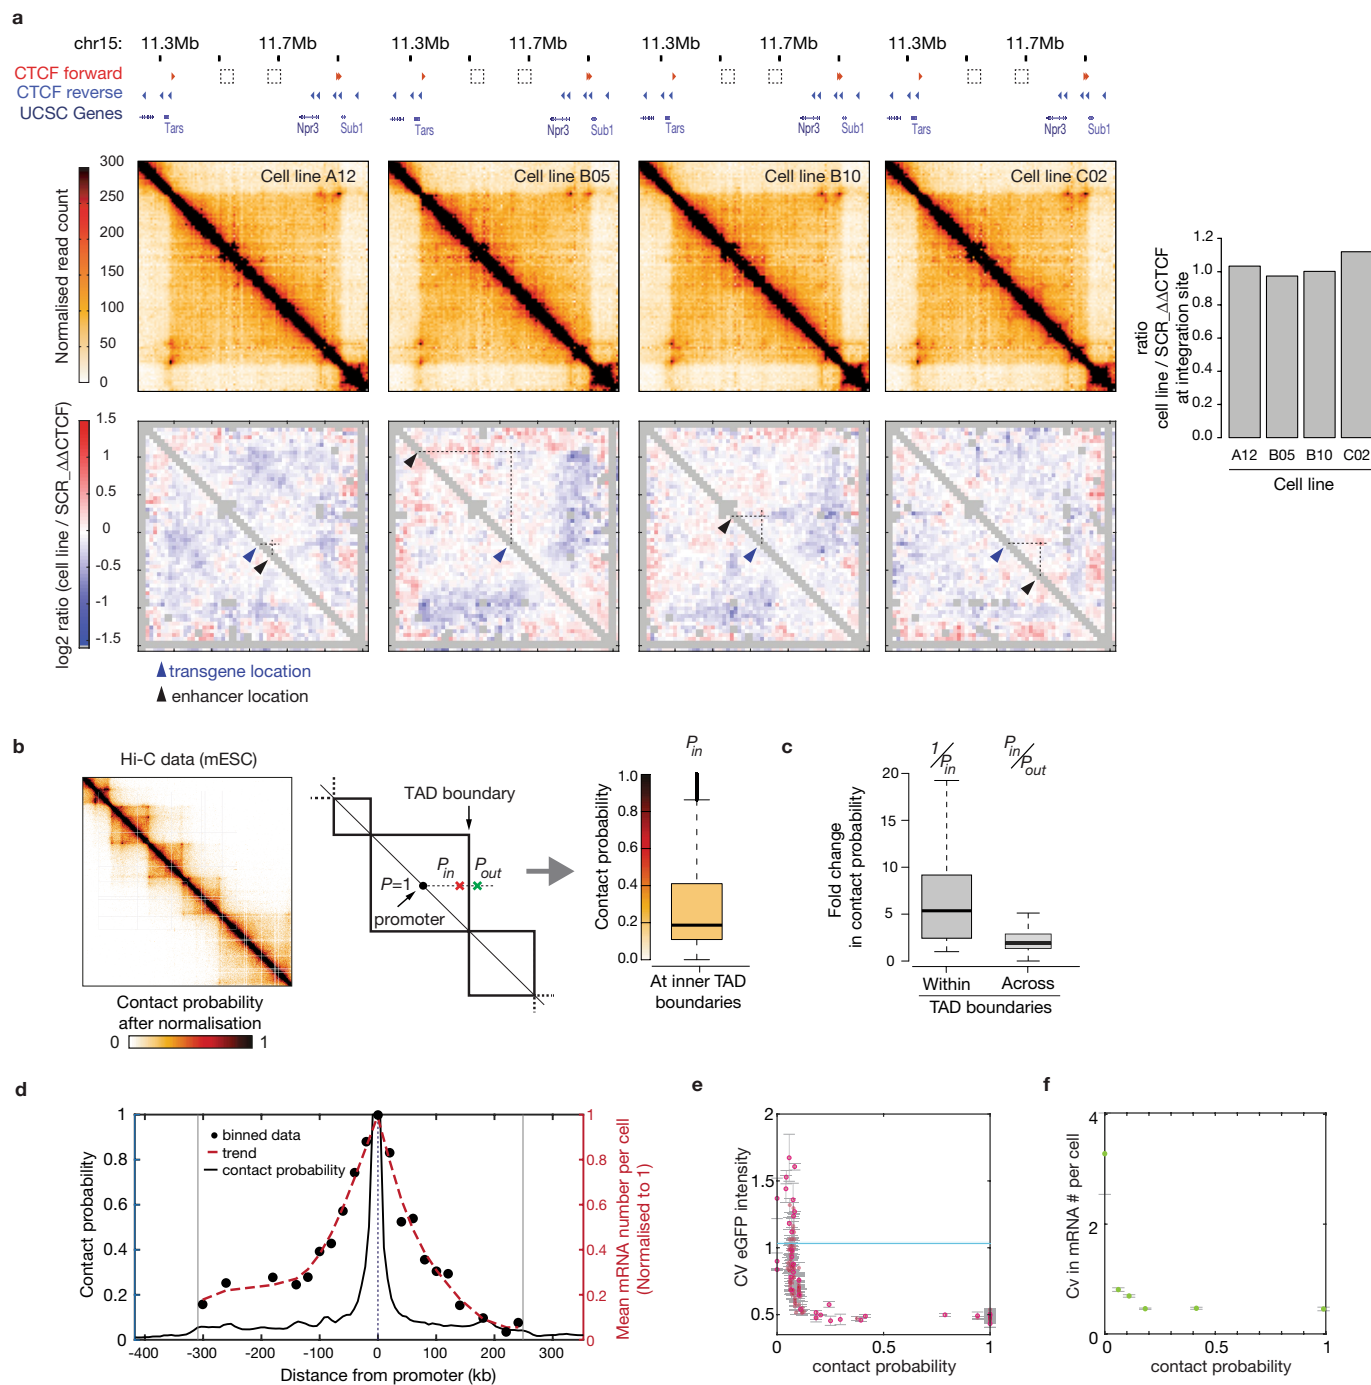 a
chr15: 11.3Mb 11.7Mb 11.3Mb 11.7Mb 11.3Mb 11.7Mb 11.3Mb 11.7Mb
CTCF forward
CTCF reverse
UCSC Genes
Tars Npr3 Sub1 Tars Npr3 Sub1 Tars Npr3 Sub1 Tars Npr3 Sub1
Normalised read count
300
250
200
150
100
50
0
Cell line A12
Cell line B05
Cell line B10
Cell line C02
ratio
cell line / SCR_ΔΔCTCF
at integration site
1.2
1.0
0.8
0.6
0.4
0.2
0.0
A12 B05 B10 C02
Cell line
log2 ratio (cell line / SCR_ΔΔCTCF)
1.5
1
0.5
0
-0.5
-1
-1.5
transgene location
enhancer location
b
Hi-C data (mESC)
Contact probability
after normalisation
0 1
TAD boundary
Pin Pout
P=1
promoter
Pin
Contact probability
1.0
0.8
0.6
0.4
0.2
0.0
At inner TAD
boundaries
c
1/Pin Pin/Pout
Fold change
in contact probability
20
15
10
5
0
Within Across
TAD boundaries
d
Contact probability
1
0.8
0.6
0.4
0.2
0
binned data
trend
contact probability
1
0.8
0.6
0.4
0.2
0
Mean mRNA number per cell
(Normalised to 1)
-400 -300 -200 -100 0 100 200 300
Distance from promoter (kb)
e
CV eGFP intensity
2
1.5
1
0.5
0 0.5 1
contact probability
f
Cv in mRNA # per cell
4
2
0
0 0.5 1
contact probability